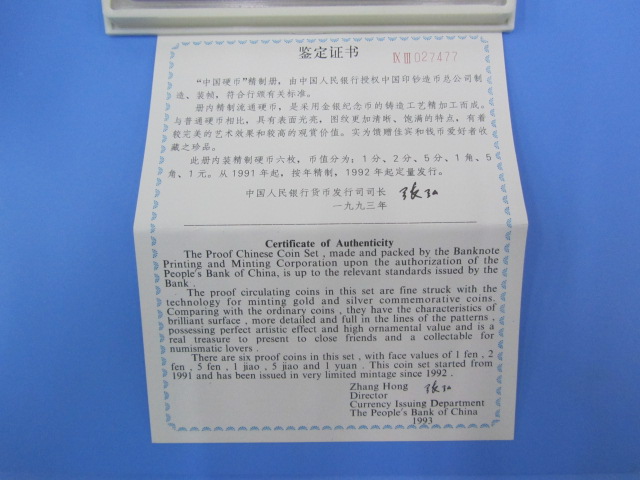 鉴定证书
IX III 027477
“中国硬币”精制册，由中国人民银行授权中国印钞造币总公司制
造、装帧，符合行颁有关标准。
册内精制流通硬币，是采用金银纪念币的铸造工艺精加工而成。
与普通硬币相比，具有表面光亮，图纹更加清晰、饱满的特点，有着
较完美的艺术效果和较高的观赏价值。实为馈赠佳宾和钱币爱好者收
藏之珍品。
此册内装精制硬币六枚，币值分为：1分、2分、5分、1角、5
角、1元。从1991年起，按年精制，1992年起定量发行。
中国人民银行货币发行司司长 张弘
一九九三年
Certificate of Authenticity
The Proof Chinese Coin Set , made and packed by the Banknote
Printing and Minting Corporation upon the authorization of the
People's Bank of China, is up to the relevant standards issued by the
Bank .
The proof circulating coins in this set are fine struck with the
technology for minting gold and silver commemorative coins.
Comparing with the ordinary coins , they have the characteristics of
brilliant surface , more detailed and full in the lines of the patterns ,
possessing perfect artistic effect and high ornamental value and is a
real treasure to present to close friends and a collectable for
numismatic lovers .
There are six proof coins in this set , with face values of 1 fen , 2
fen , 5 fen , 1 jiao , 5 jiao and 1 yuan . This coin set started from
1991 and has been issued in very limited mintage since 1992 .
Zhang Hong 张弘
Director
Currency Issuing Department
The People's Bank of China
1993